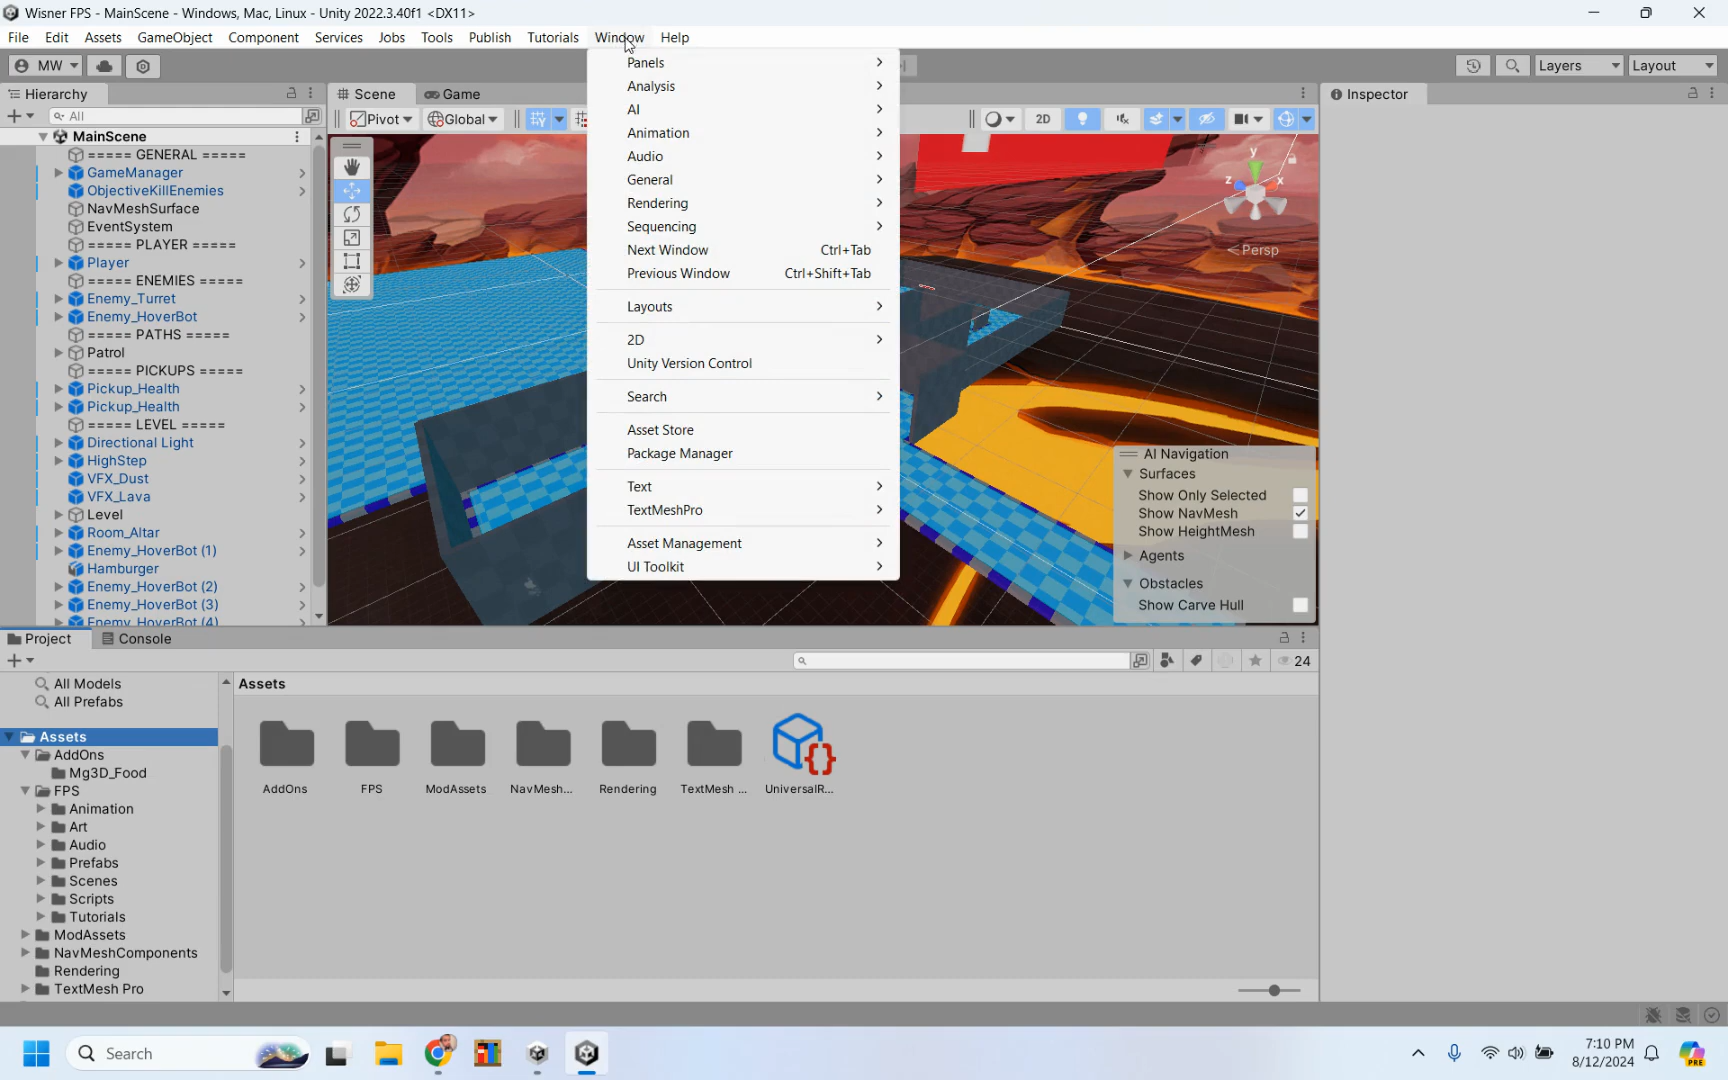 Wisner FPS - MainScene - Windows, Mac, Linux - Unity 2022.3.40f1 <DX11>
File Edit Assets GameObject Component Services Jobs Tools Publish Tutorials Window Help
MW Layers Layout
Hierarchy
All
MainScene
===== GENERAL =====
GameManager
ObjectiveKillEnemies
NavMeshSurface
EventSystem
===== PLAYER =====
Player
===== ENEMIES =====
Enemy_Turret
Enemy_HoverBot
===== PATHS =====
Patrol
===== PICKUPS =====
Pickup_Health
Pickup_Health
===== LEVEL =====
Directional Light
HighStep
VFX_Dust
VFX_Lava
Level
Room_Altar
Enemy_HoverBot (1)
Hamburger
Enemy_HoverBot (2)
Enemy_HoverBot (3)
Enemy_HoverBot (4)
Scene Game
Pivot Global 2D
Panels
Analysis
AI
Animation
Audio
General
Rendering
Sequencing
Next Window Ctrl+Tab
Previous Window Ctrl+Shift+Tab
Layouts
2D
Unity Version Control
Search
Asset Store
Package Manager
Text
TextMeshPro
Asset Management
UI Toolkit
y
z x
Persp
AI Navigation
Surfaces
Show Only Selected
Show NavMesh
Show HeightMesh
Agents
Obstacles
Show Carve Hull
Inspector
Project Console
24
All Models
All Prefabs
Assets
AddOns
Mg3D_Food
FPS
Animation
Art
Audio
Prefabs
Scenes
Scripts
Tutorials
ModAssets
NavMeshComponents
Rendering
TextMesh Pro
Assets
AddOns FPS ModAssets NavMesh... Rendering TextMesh ... UniversalR...
Search
7:10 PM
8/12/2024
PRE